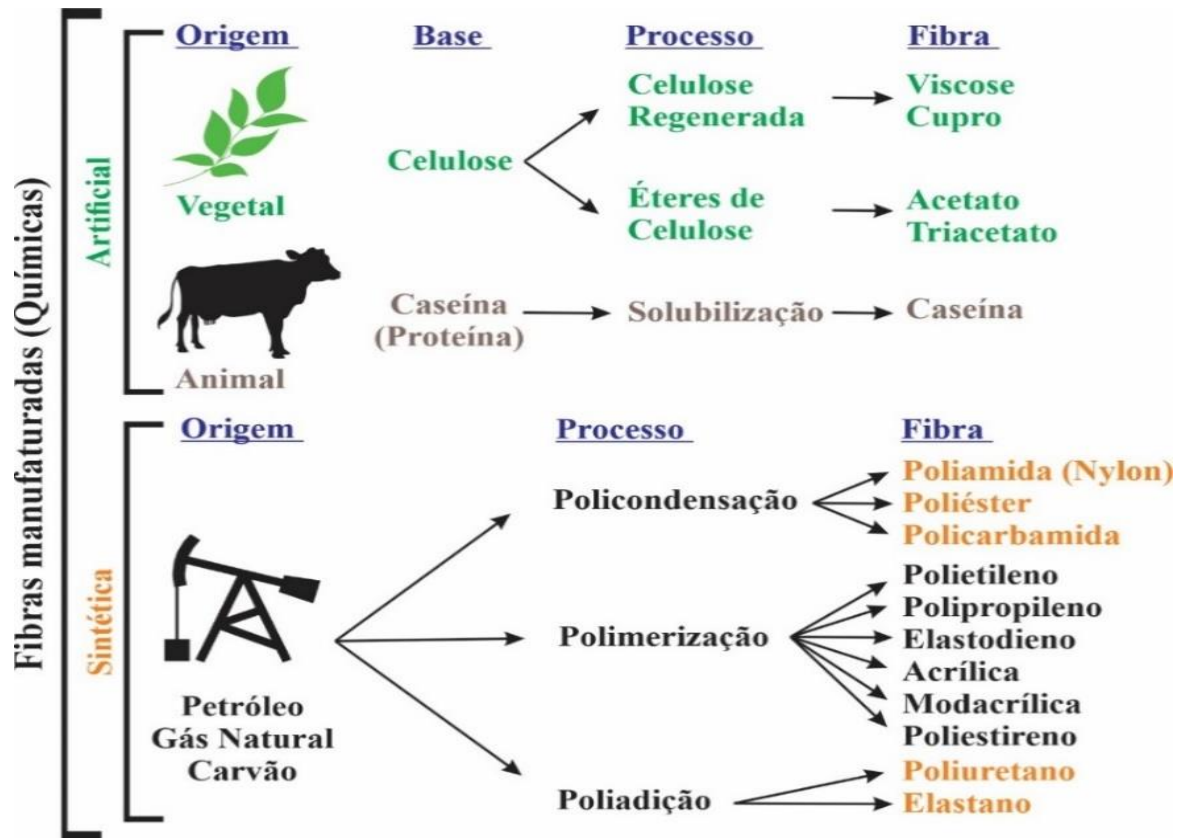 Fibras manufaturadas (Químicas)
Artificial
Origem Base Processo Fibra
Vegetal
Celulose
Celulose
Regenerada
Viscose
Cupro
Éteres de
Celulose
Acetato
Triacetato
Animal
Caseína
(Proteína)
Solubilização
Caseína
Sintética
Origem Processo Fibra
Petróleo
Gás Natural
Carvão
Policondensação
Poliamida (Nylon)
Poliéster
Policarbamida
Polimerização
Polietileno
Polipropileno
Elastodieno
Acrílica
Modacrílica
Poliestireno
Poliadição
Poliuretano
Elastano